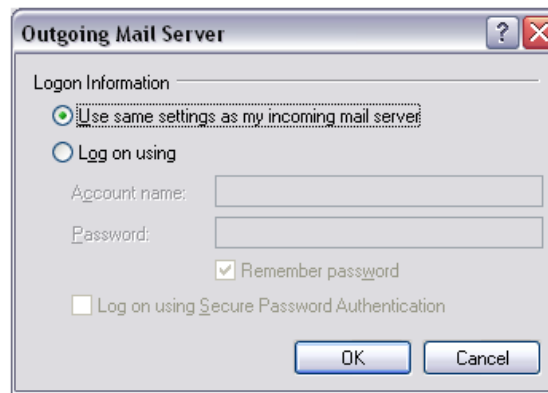 Outgoing Mail Server
Logon Information
Use same settings as my incoming mail server
Log on using
Account name:
Password:
Remember password
Log on using Secure Password Authentication
OK Cancel